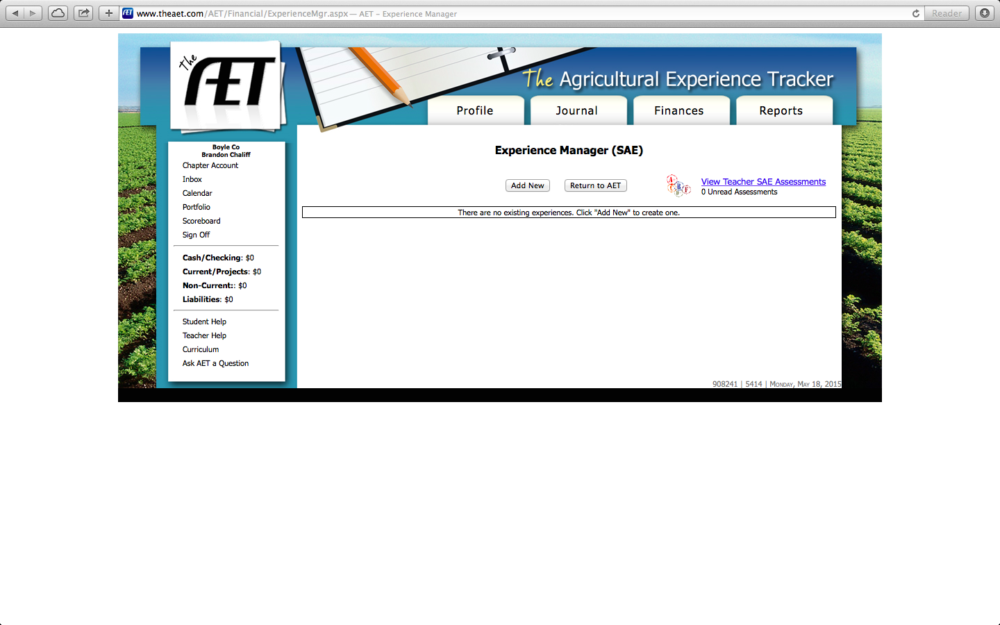 www.theaet.com/AET/Financial/ExperienceMgr.aspx — AET – Experience Manager
Reader
The AET
The Agricultural Experience Tracker
Profile
Journal
Finances
Reports
Boyle Co
Brandon Chaliff
Chapter Account
Inbox
Calendar
Portfolio
Scoreboard
Sign Off
Cash/Checking: $0
Current/Projects: $0
Non-Current:: $0
Liabilities: $0
Student Help
Teacher Help
Curriculum
Ask AET a Question
Experience Manager (SAE)
Add New
Return to AET
View Teacher SAE Assessments
0 Unread Assessments
There are no existing experiences. Click "Add New" to create one.
908241 | 5414 | Monday, May 18, 2015